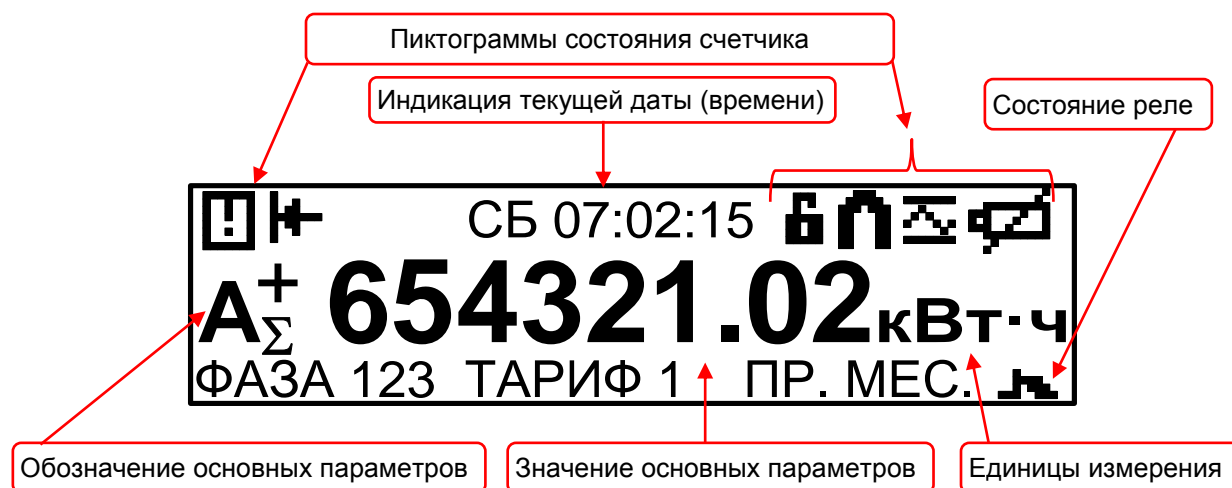 Пиктограммы состояния счетчика
Индикация текущей даты (времени)
Состояние реле
СБ 07:02:15
A+Σ 654321.02кВт·ч
ФАЗА 123 ТАРИФ 1 ПР. МЕС.
Обозначение основных параметров
Значение основных параметров
Единицы измерения